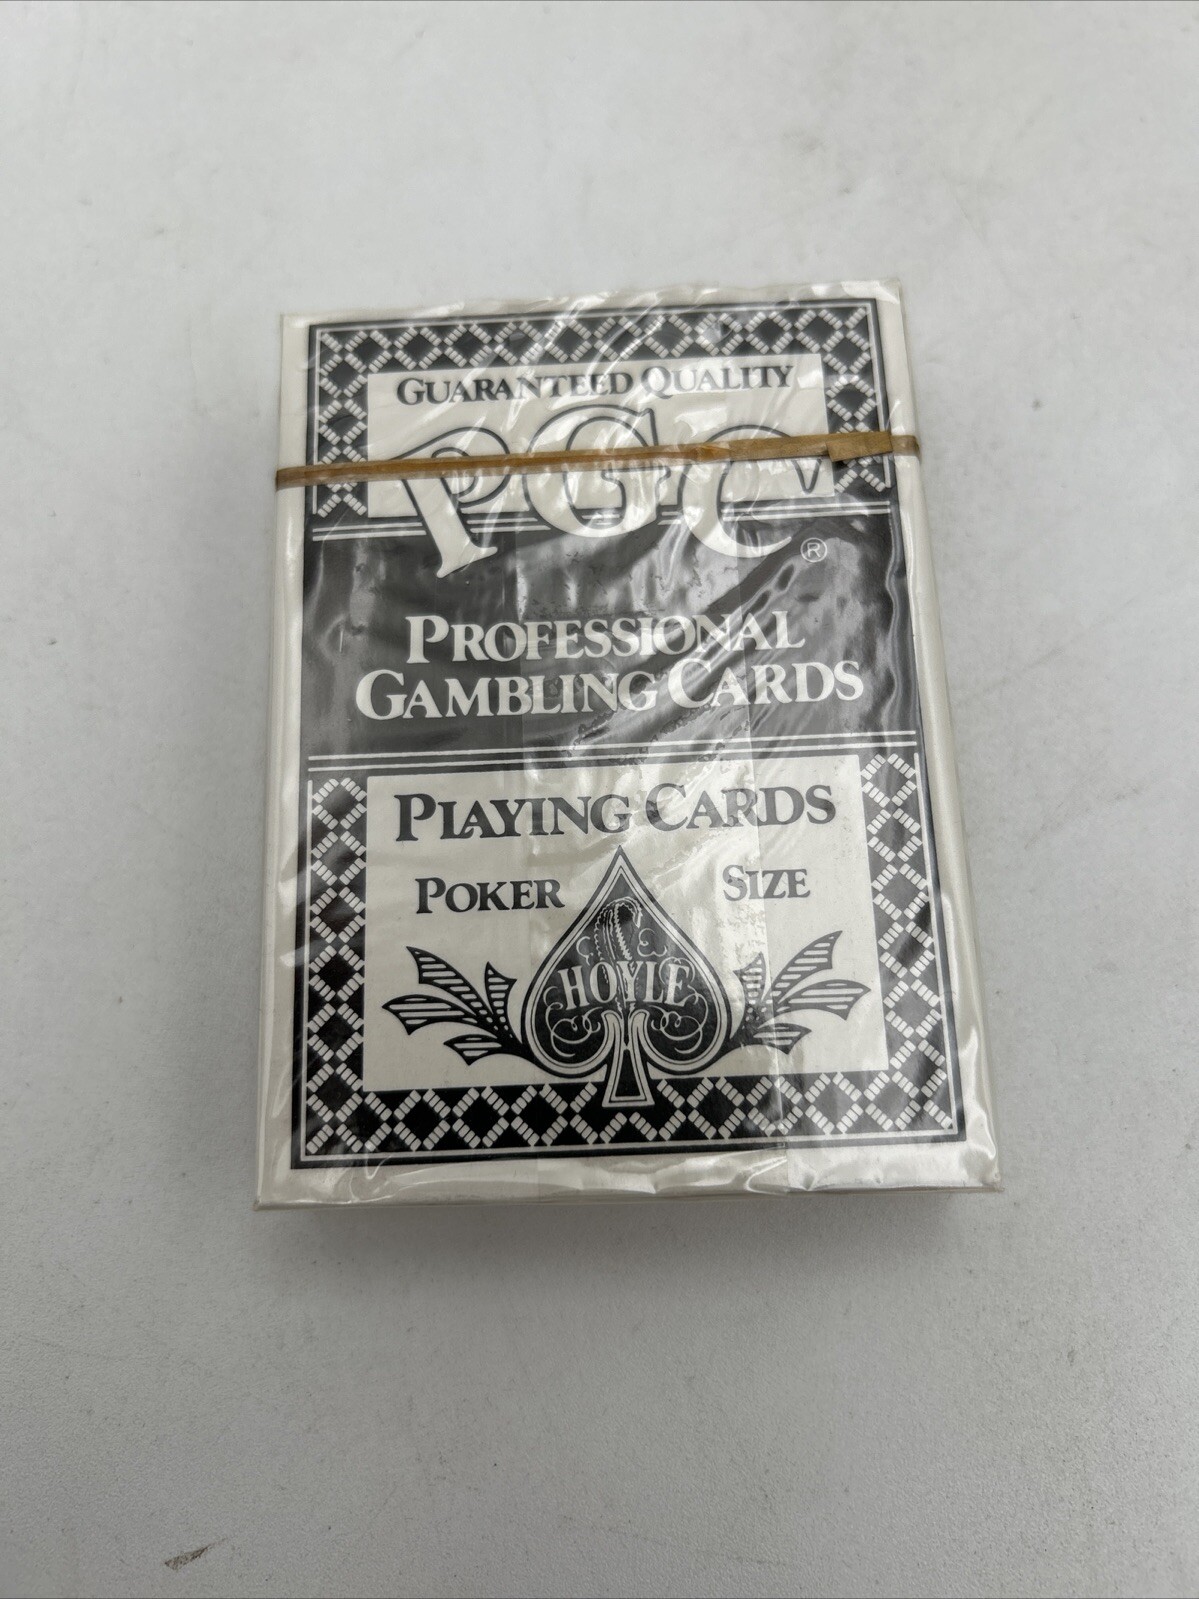 GUARANTEED QUALITY
PGC®
PROFESSIONAL
GAMBLING CARDS
PLAYING CARDS
POKER SIZE
HOYLE